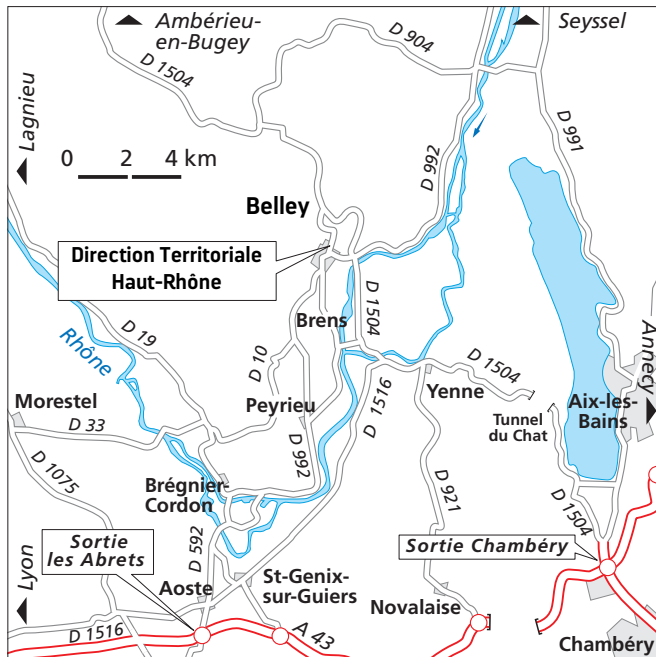 Ambérieu-
en-Bugey
D 904
Seyssel
D 1504
Lagnieu
D 991
0 2 4 km
D 992
Belley
Direction Territoriale
Haut-Rhône
D 1504
Brens
D 19
Rhône
D 10
Annecy
D 1504
Yenne
D 1516
Morestel
Peyrieu
Aix-les-
Bains
Tunnel
du Chat
D 33
D 992
D 1075
D 921
Brégnier-
Cordon
D 1504
D 592
Sortie
les Abrets
Sortie Chambéry
Lyon
Aoste
St-Genix-
sur-Guiers
Novalaise
D 1516
A 43
Chambéry